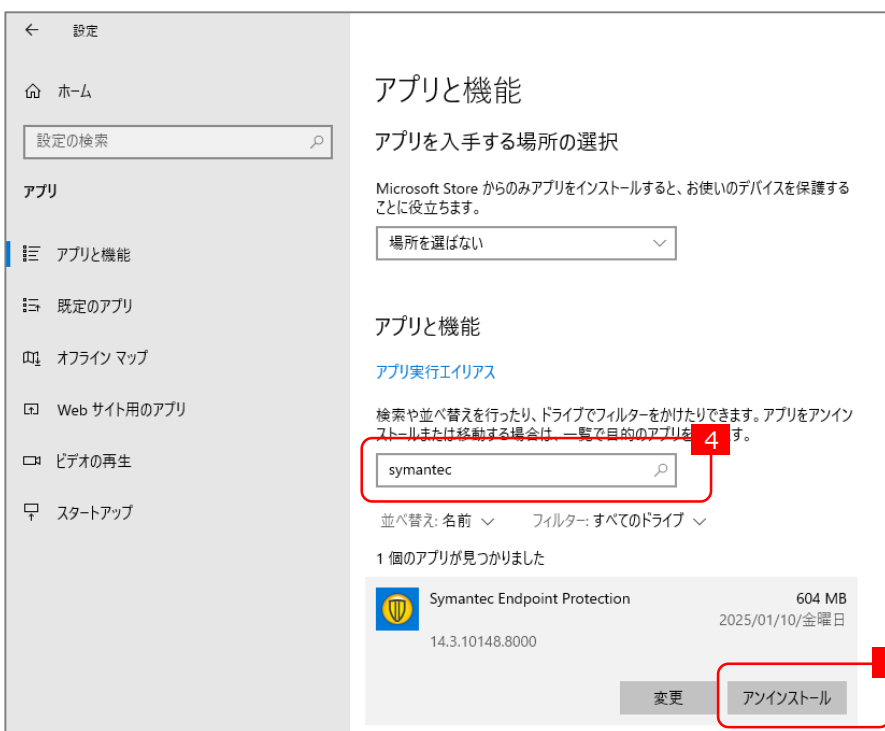 設定
ホーム
設定の検索
アプリ
アプリと機能
既定のアプリ
オフライン マップ
Web サイト用のアプリ
ビデオの再生
スタートアップ
アプリと機能
アプリを入手する場所の選択
Microsoft Store からのみアプリをインストールすると、お使いのデバイスを保護する
ことに役立ちます。
場所を選ばない
アプリと機能
アプリ実行エイリアス
検索や並べ替えを行ったり、ドライブでフィルターをかけたりできます。アプリをアンイン
ストールまたは移動する場合は、一覧で目的のアプリを す。
4
symantec
並べ替え: 名前 フィルター: すべてのドライブ
1 個のアプリが見つかりました
Symantec Endpoint Protection 604 MB
2025/01/10/金曜日
14.3.10148.8000
変更 アンインストール